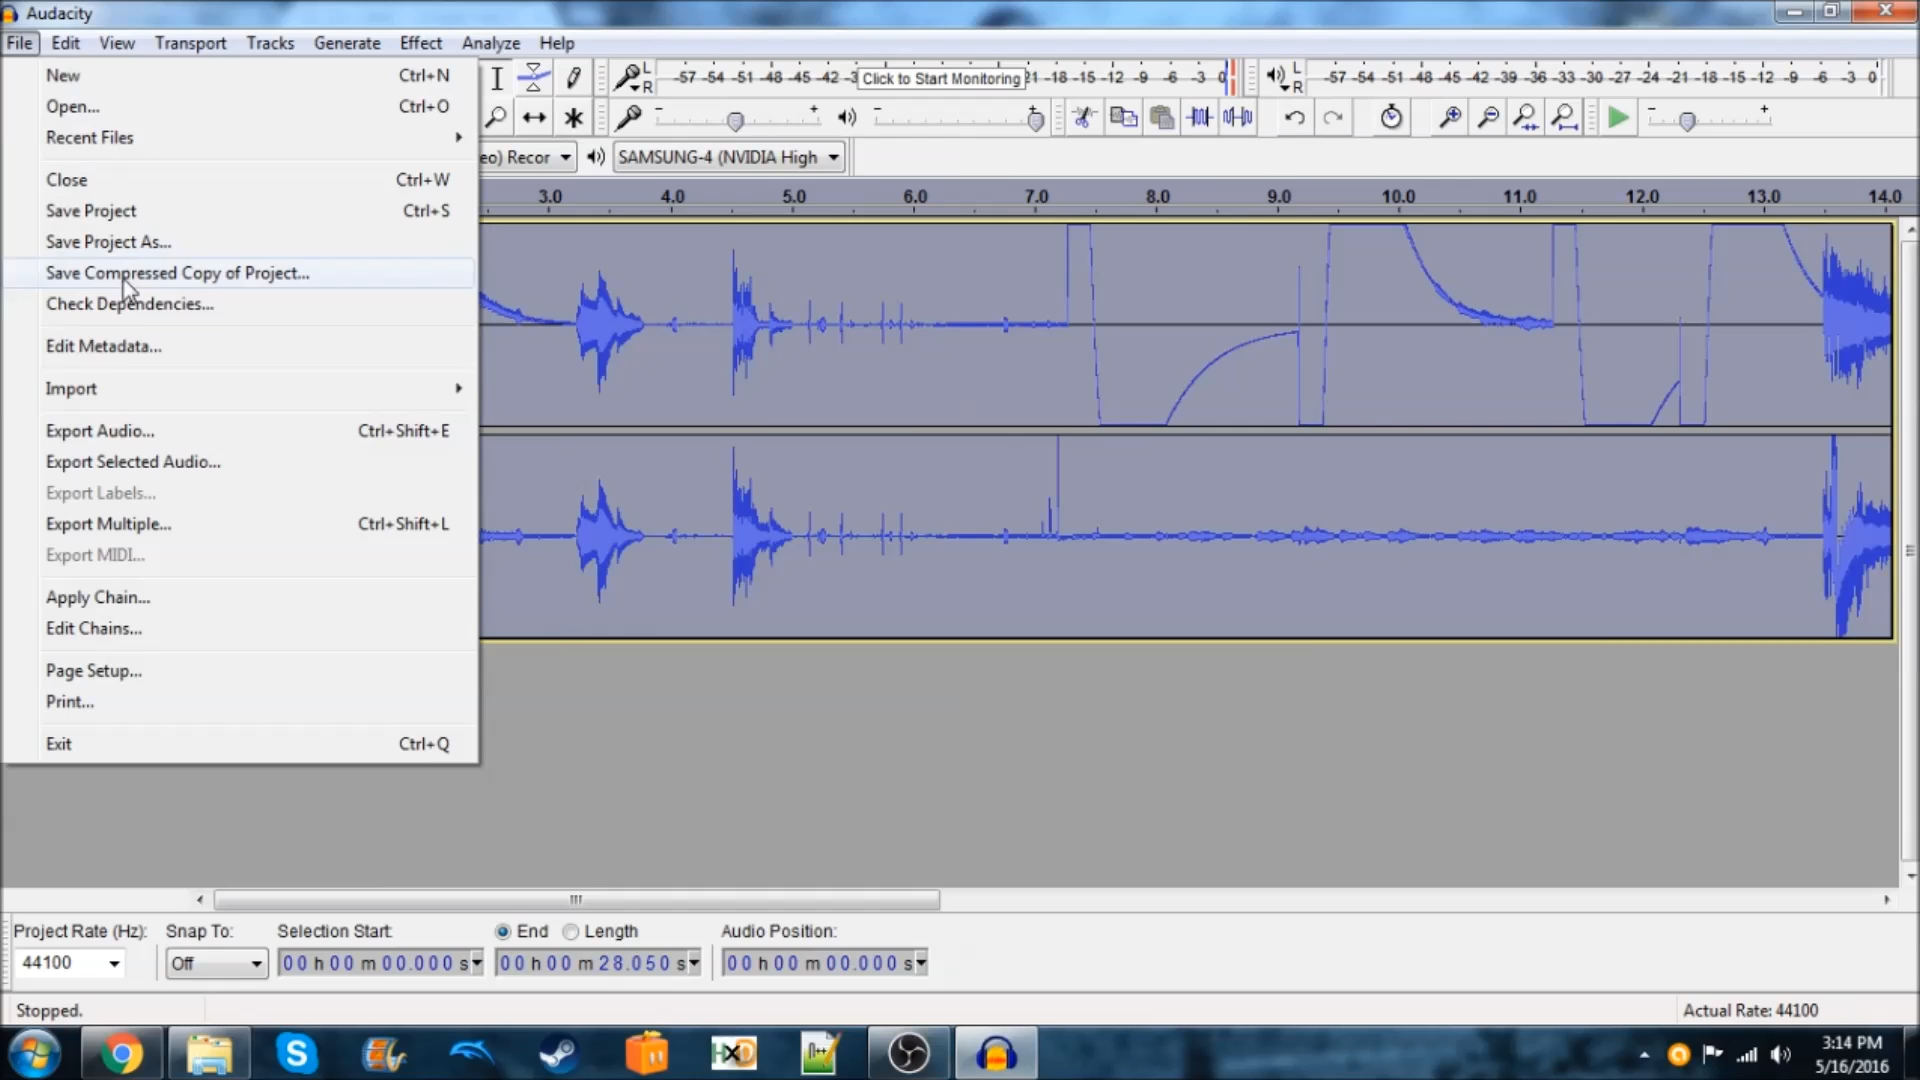 Audacity
File Edit View Transport Tracks Generate Effect Analyze Help
New Ctrl+N
Open... Ctrl+O
Recent Files
Close Ctrl+W
Save Project Ctrl+S
Save Project As...
Save Compressed Copy of Project...
Check Dependencies...
Edit Metadata...
Import
Export Audio... Ctrl+Shift+E
Export Selected Audio...
Export Labels...
Export Multiple... Ctrl+Shift+L
Export MIDI...
Apply Chain...
Edit Chains...
Page Setup...
Print...
Exit Ctrl+Q
L
R
-57 -54 -51 -48 -45 -42 -3 Click to Start Monitoring 21 -18 -15 -12 -9 -6 -3 0
L
R
-57 -54 -51 -48 -45 -42 -39 -36 -33 -30 -27 -24 -21 -18 -15 -12 -9 -6 -3 0
- + - + - +
eo) Recor SAMSUNG-4 (NVIDIA High
3.0 4.0 5.0 6.0 7.0 8.0 9.0 10.0 11.0 12.0 13.0 14.0
Project Rate (Hz): Snap To: Selection Start: End Length Audio Position:
44100 Off 00 h 00 m 00.000 s 00 h 00 m 28.050 s 00 h 00 m 00.000 s
Stopped. Actual Rate: 44100
S HXD n++
3:14 PM
5/16/2016